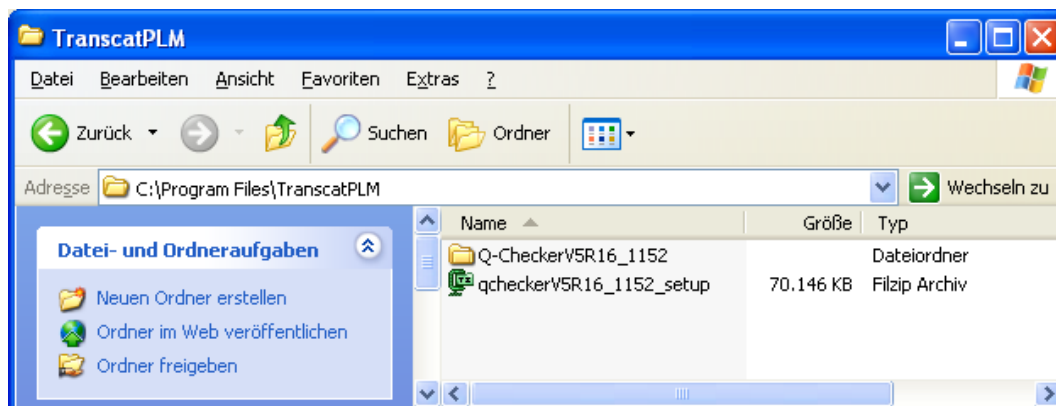 TranscatPLM
Datei Bearbeiten Ansicht Favoriten Extras ?
Zurück Suchen Ordner
Adresse C:\Program Files\TranscatPLM Wechseln zu
Name Größe Typ
Datei- und Ordneraufgaben
Q-CheckerV5R16_1152 Dateiordner
qcheckerV5R16_1152_setup 70.146 KB Filzip Archiv
Neuen Ordner erstellen
Ordner im Web veröffentlichen
Ordner freigeben